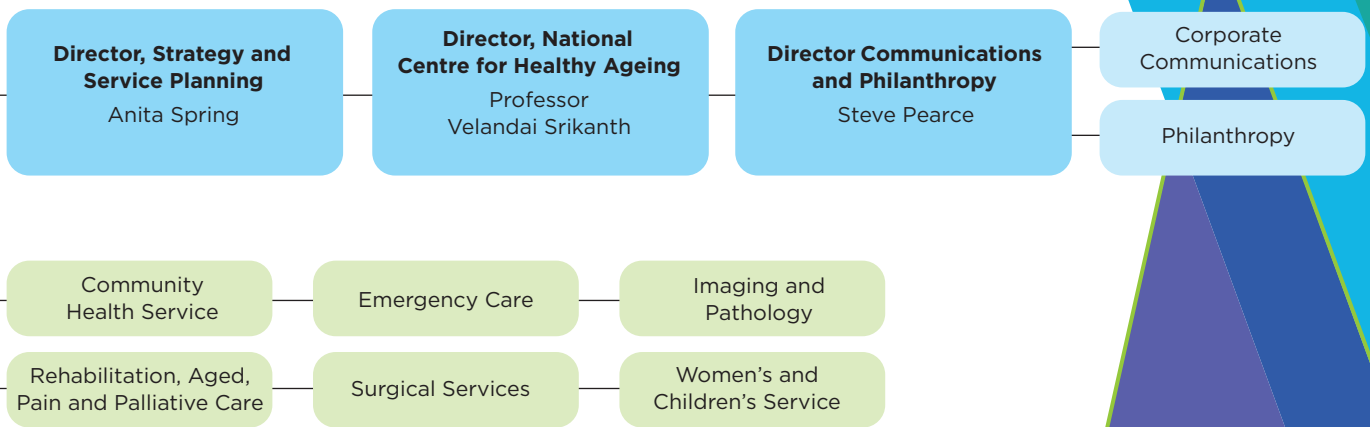 Director, Strategy and
Service Planning
Anita Spring
Director, National
Centre for Healthy Ageing
Professor
Velandai Srikanth
Director Communications
and Philanthropy
Steve Pearce
Corporate
Communications
Philanthropy
Community
Health Service
Emergency Care
Imaging and
Pathology
Rehabilitation, Aged,
Pain and Palliative Care
Surgical Services
Women’s and
Children’s Service